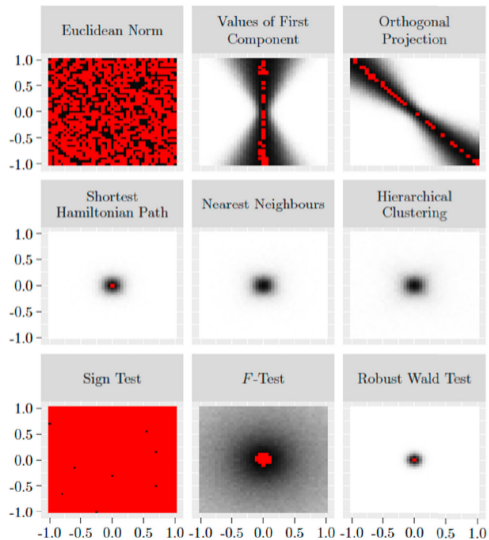 Euclidean Norm
Values of First
Component
Orthogonal
Projection
1.0
0.5
0.0
-0.5
-1.0
Shortest
Hamiltonian Path
Nearest Neighbours
Hierarchical
Clustering
1.0
0.5
0.0
-0.5
-1.0
Sign Test
F-Test
Robust Wald Test
1.0
0.5
0.0
-0.5
-1.0
-1.0 -0.5 0.0 0.5 1.0 -1.0 -0.5 0.0 0.5 1.0 -1.0 -0.5 0.0 0.5 1.0